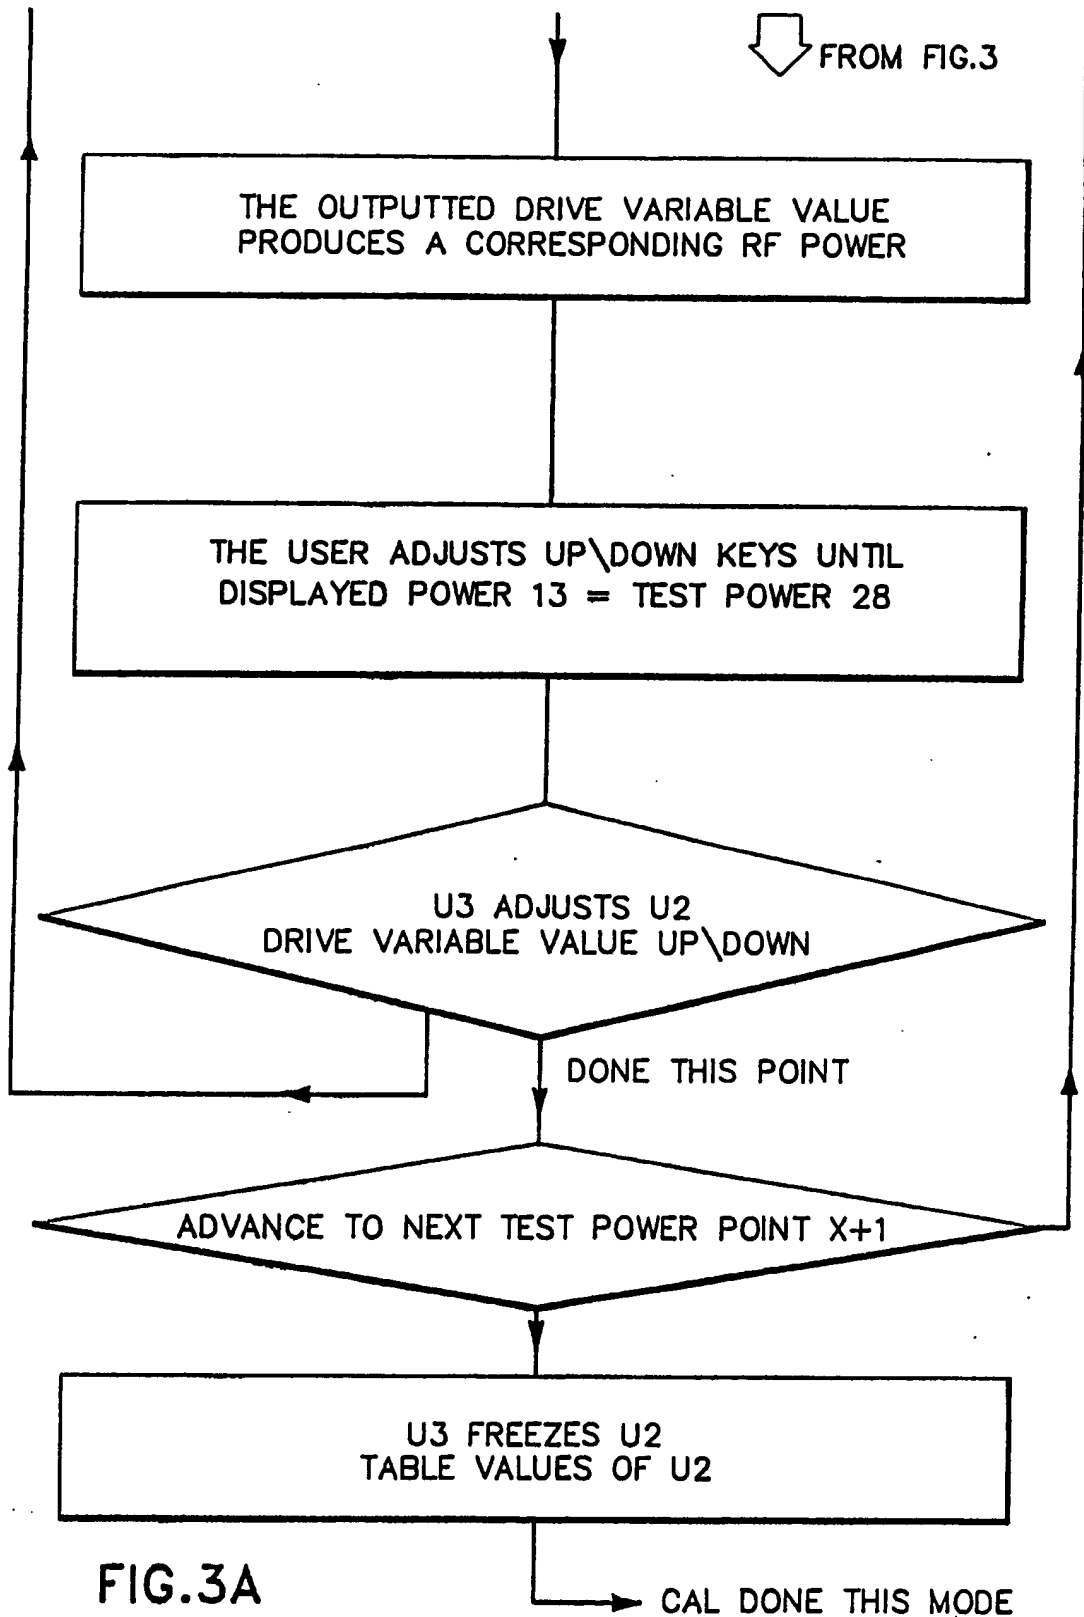 FROM FIG.3
THE OUTPUTTED DRIVE VARIABLE VALUE
PRODUCES A CORRESPONDING RF POWER
THE USER ADJUSTS UP\DOWN KEYS UNTIL
DISPLAYED POWER 13 = TEST POWER 28
U3 ADJUSTS U2
DRIVE VARIABLE VALUE UP\DOWN
DONE THIS POINT
ADVANCE TO NEXT TEST POWER POINT X+1
U3 FREEZES U2
TABLE VALUES OF U2
FIG.3A
CAL DONE THIS MODE